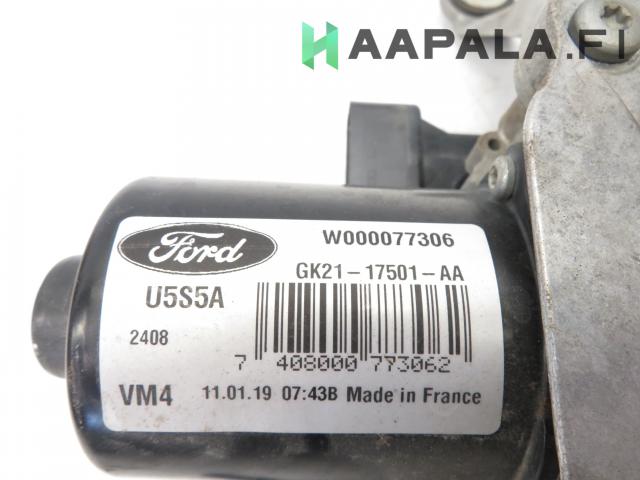 HAAPALA.FI
Ford
W000077306
GK21-17501-AA
U5S5A
2408
7 408000 773062
VM4 11.01.19 07:43B Made in France